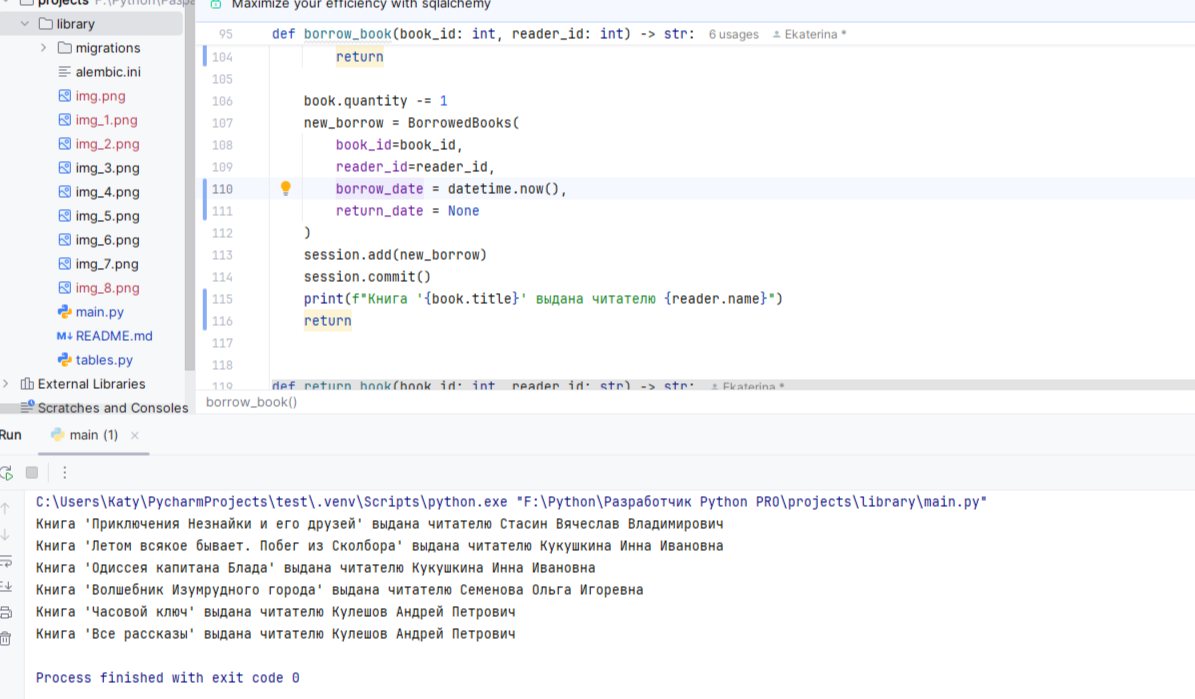 projects F:\Python\Разра
library
migrations
alembic.ini
img.png
img_1.png
img_2.png
img_3.png
img_4.png
img_5.png
img_6.png
img_7.png
img_8.png
main.py
README.md
tables.py
External Libraries
Scratches and Consoles
Maximize your efficiency with sqlalchemy
95 def borrow_book(book_id: int, reader_id: int) -> str: 6 usages Ekaterina *
104 return
105
106 book.quantity -= 1
107 new_borrow = BorrowedBooks(
108 book_id=book_id,
109 reader_id=reader_id,
110 borrow_date = datetime.now(),
111 return_date = None
112 )
113 session.add(new_borrow)
114 session.commit()
115 print(f"Книга '{book.title}' выдана читателю {reader.name}")
116 return
117
118
119 def return_book(book_id: int, reader_id: str) -> str: Ekaterina *
borrow_book()
Run main (1)
C:\Users\Katy\PycharmProjects\test\.venv\Scripts\python.exe "F:\Python\Разработчик Python PRO\projects\library\main.py"
Книга 'Приключения Незнайки и его друзей' выдана читателю Стасин Вячеслав Владимирович
Книга 'Летом всякое бывает. Побег из Сколбора' выдана читателю Кукушкина Инна Ивановна
Книга 'Одиссея капитана Блада' выдана читателю Кукушкина Инна Ивановна
Книга 'Волшебник Изумрудного города' выдана читателю Семенова Ольга Игоревна
Книга 'Часовой ключ' выдана читателю Кулешов Андрей Петрович
Книга 'Все рассказы' выдана читателю Кулешов Андрей Петрович
Process finished with exit code 0